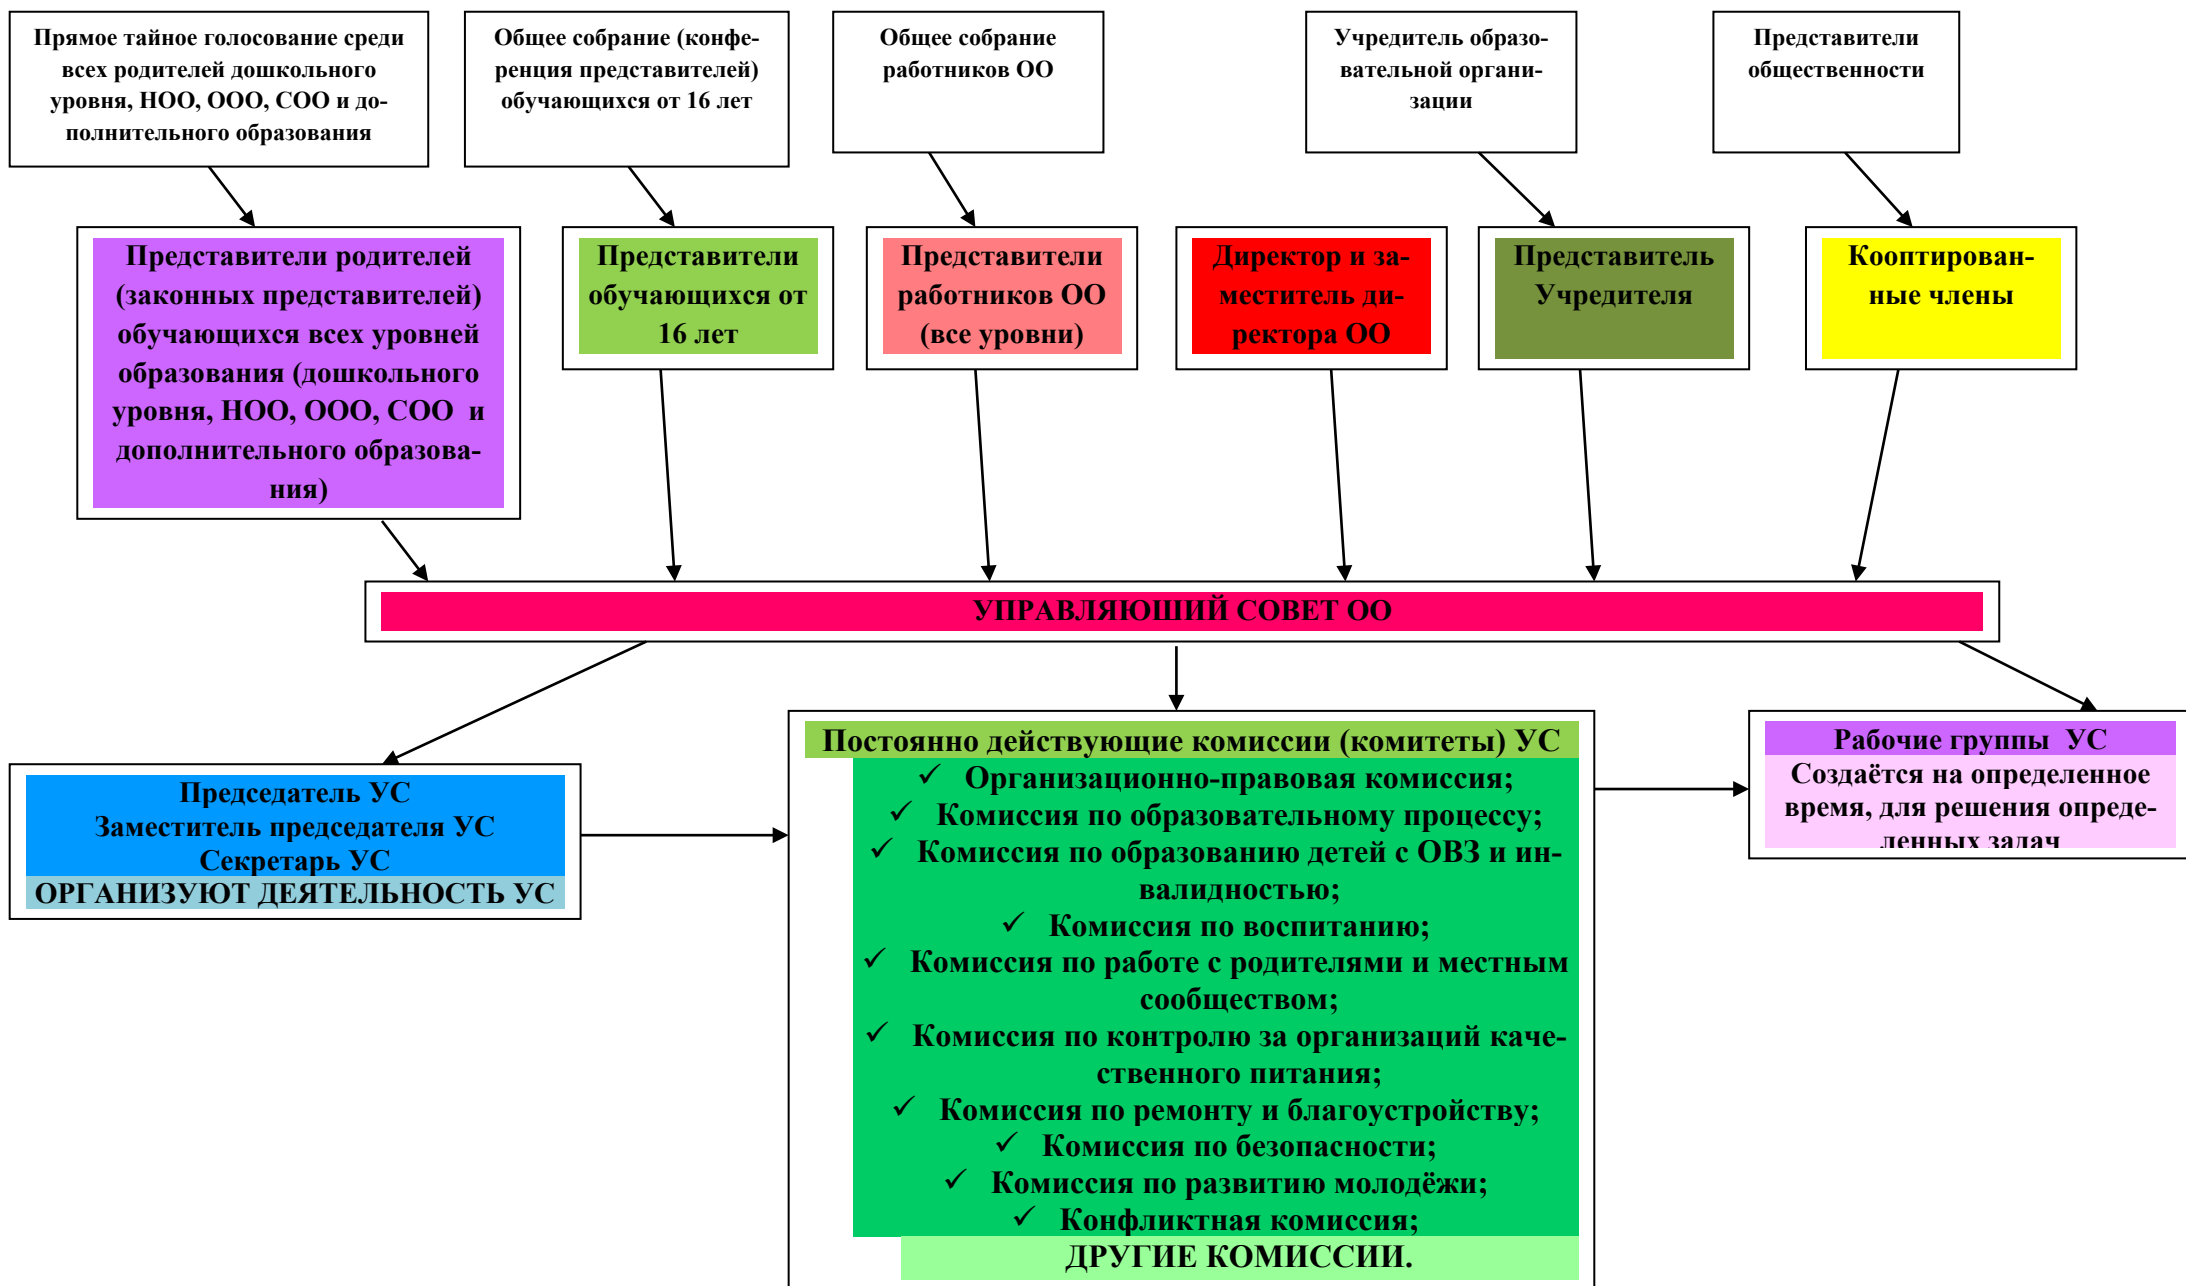 Прямое тайное голосование среди
всех родителей дошкольного
уровня, НОО, ООО, СОО и до-
полнительного образования
Общее собрание (конфе-
ренция представителей)
обучающихся от 16 лет
Общее собрание
работников ОО
Учредитель образо-
вательной органи-
зации
Представители
общественности
Представители родителей
(законных представителей)
обучающихся всех уровней
образования (дошкольного
уровня, НОО, ООО, СОО и
дополнительного образова-
ния)
Представители
обучающихся от
16 лет
Представители
работников ОО
(все уровни)
Директор и за-
меститель ди-
ректора ОО
Представитель
Учредителя
Кооптирован-
ные члены
УПРАВЛЯЮШИЙ СОВЕТ ОО
Председатель УС
Заместитель председателя УС
Секретарь УС
ОРГАНИЗУЮТ ДЕЯТЕЛЬНОСТЬ УС
Постоянно действующие комиссии (комитеты) УС
✓ Организационно-правовая комиссия;
✓ Комиссия по образовательному процессу;
✓ Комиссия по образованию детей с ОВЗ и ин-
валидностью;
✓ Комиссия по воспитанию;
✓ Комиссия по работе с родителями и местным
сообществом;
✓ Комиссия по контролю за организаций каче-
ственного питания;
✓ Комиссия по ремонту и благоустройству;
✓ Комиссия по безопасности;
✓ Комиссия по развитию молодёжи;
✓ Конфликтная комиссия;
ДРУГИЕ КОМИССИИ.
Рабочие группы УС
Создаётся на определенное
время, для решения опреде-
ленных задач